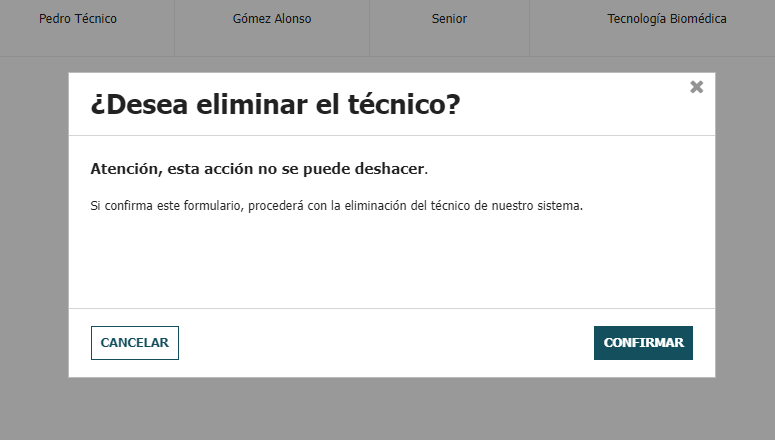 Pedro Técnico Gómez Alonso Senior Tecnología Biomédica
¿Desea eliminar el técnico?
Atención, esta acción no se puede deshacer.
Si confirma este formulario, procederá con la eliminación del técnico de nuestro sistema.
CANCELAR CONFIRMAR